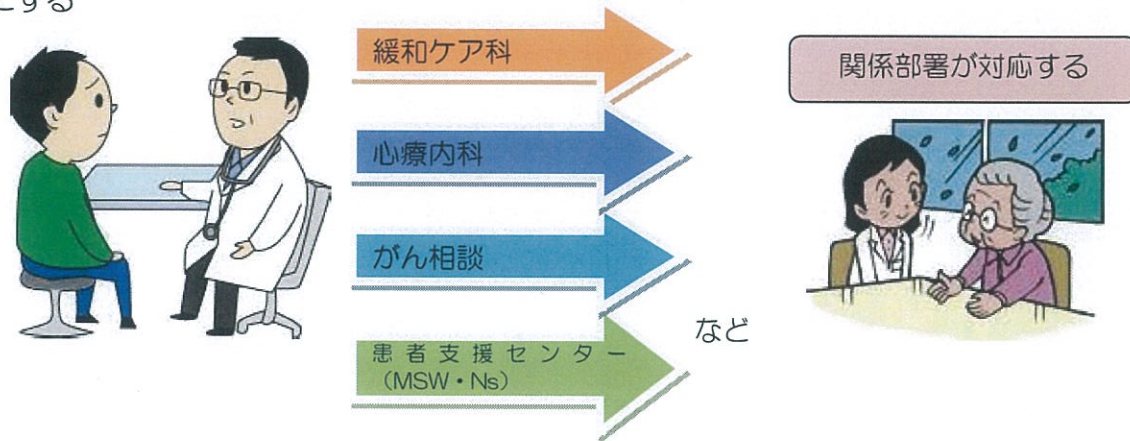 にする
緩和ケア科
心療内科
がん相談
患者支援センター
（MSW・Ns）
など
関係部署が対応する